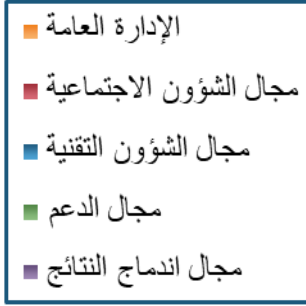 الإدارة العامة
مجال الشؤون الاجتماعية
مجال الشؤون التقنية
مجال الدعم
مجال اندماج النتائج